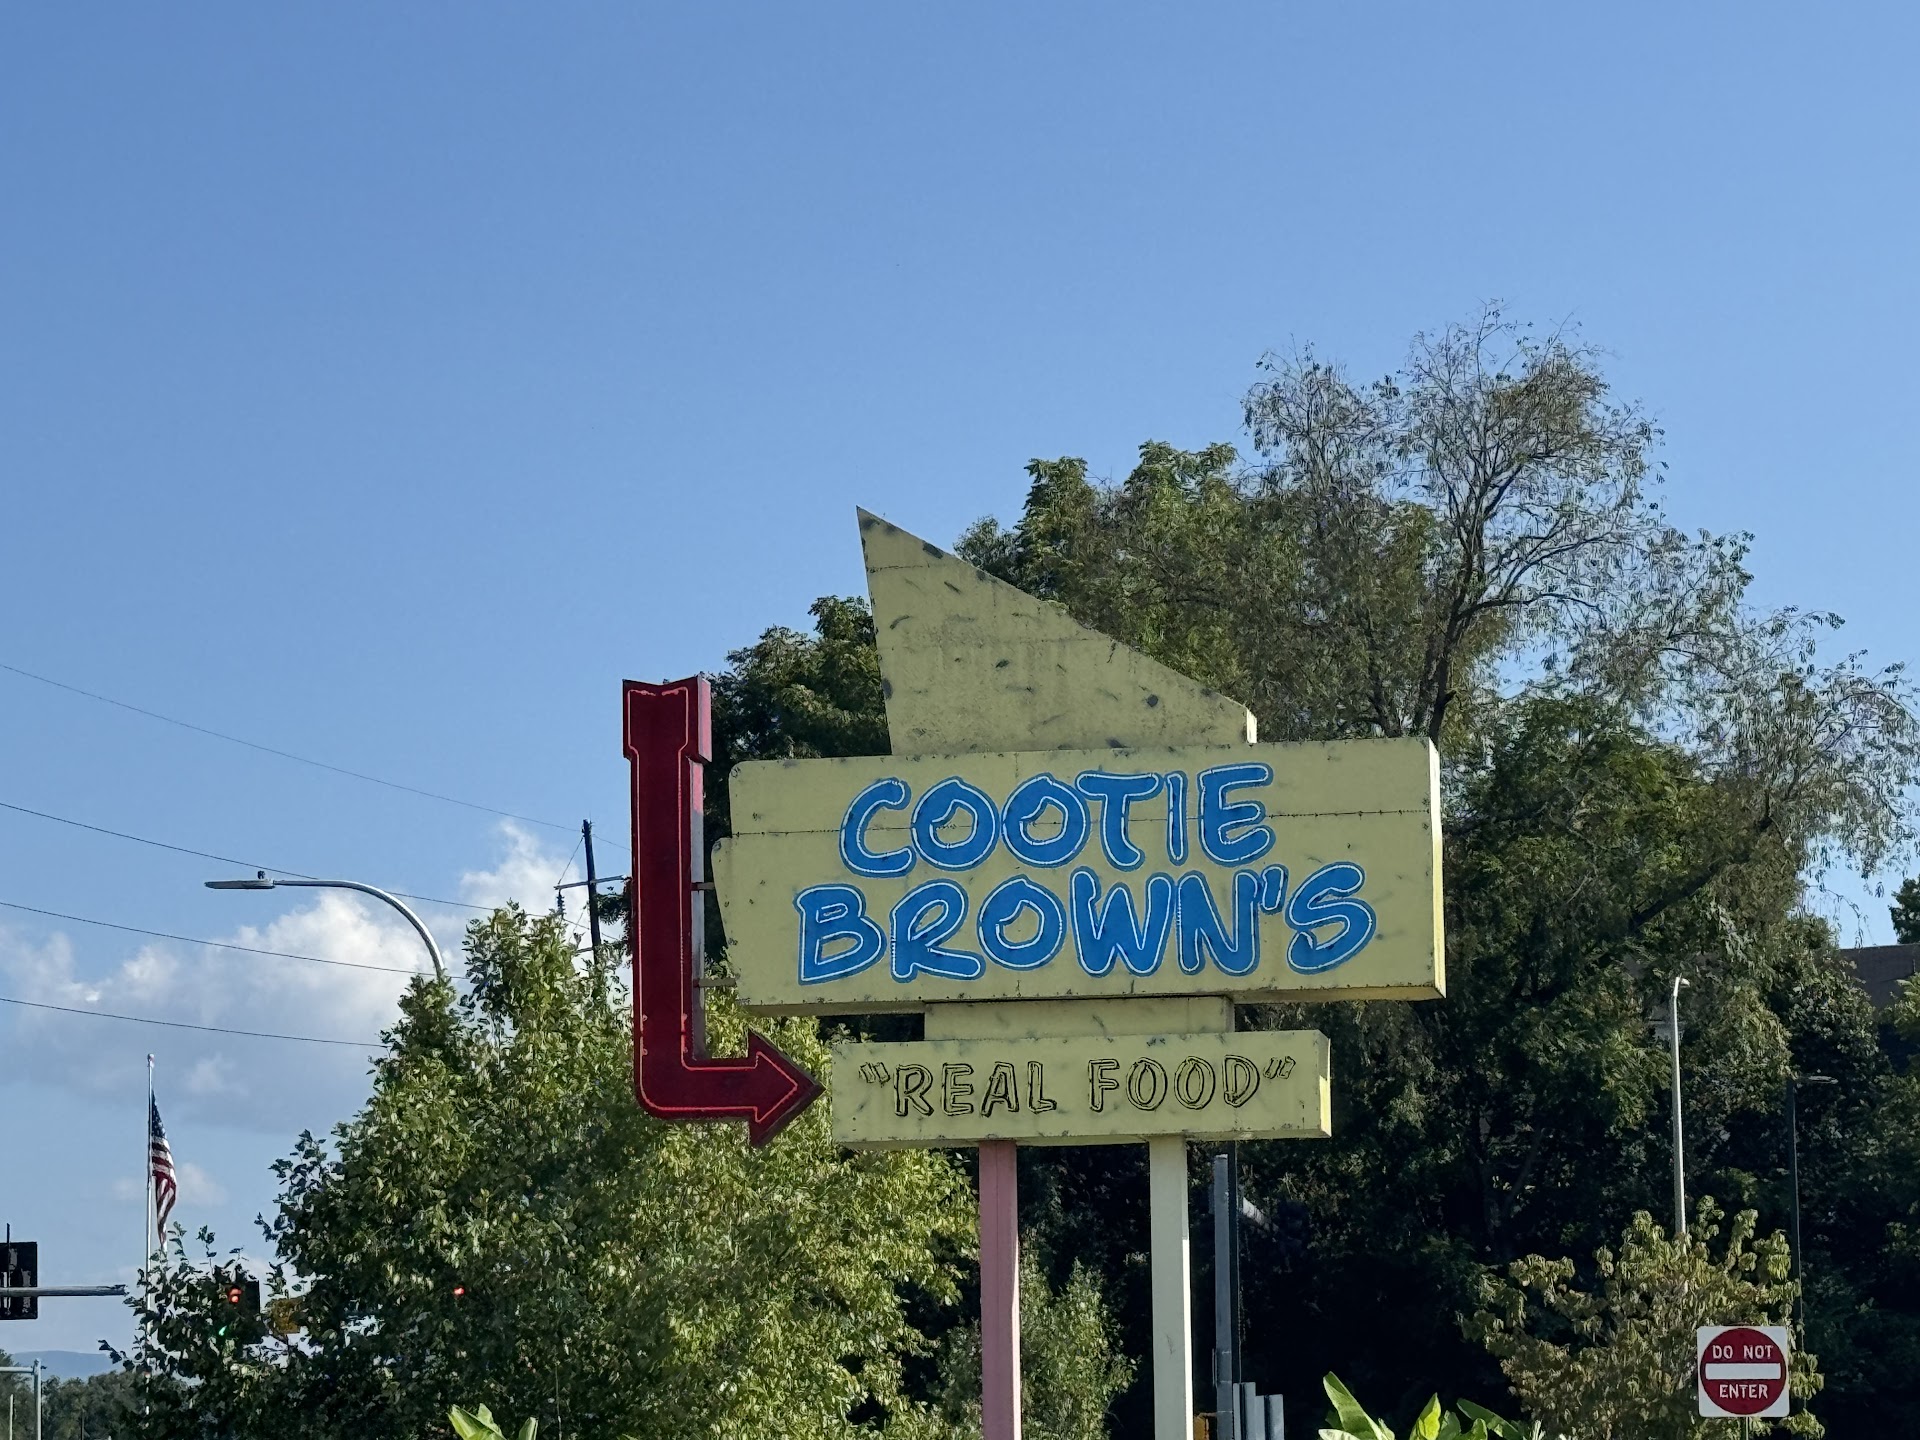 COOTIE
BROWN'S
"REAL FOOD"
DO NOT
ENTER